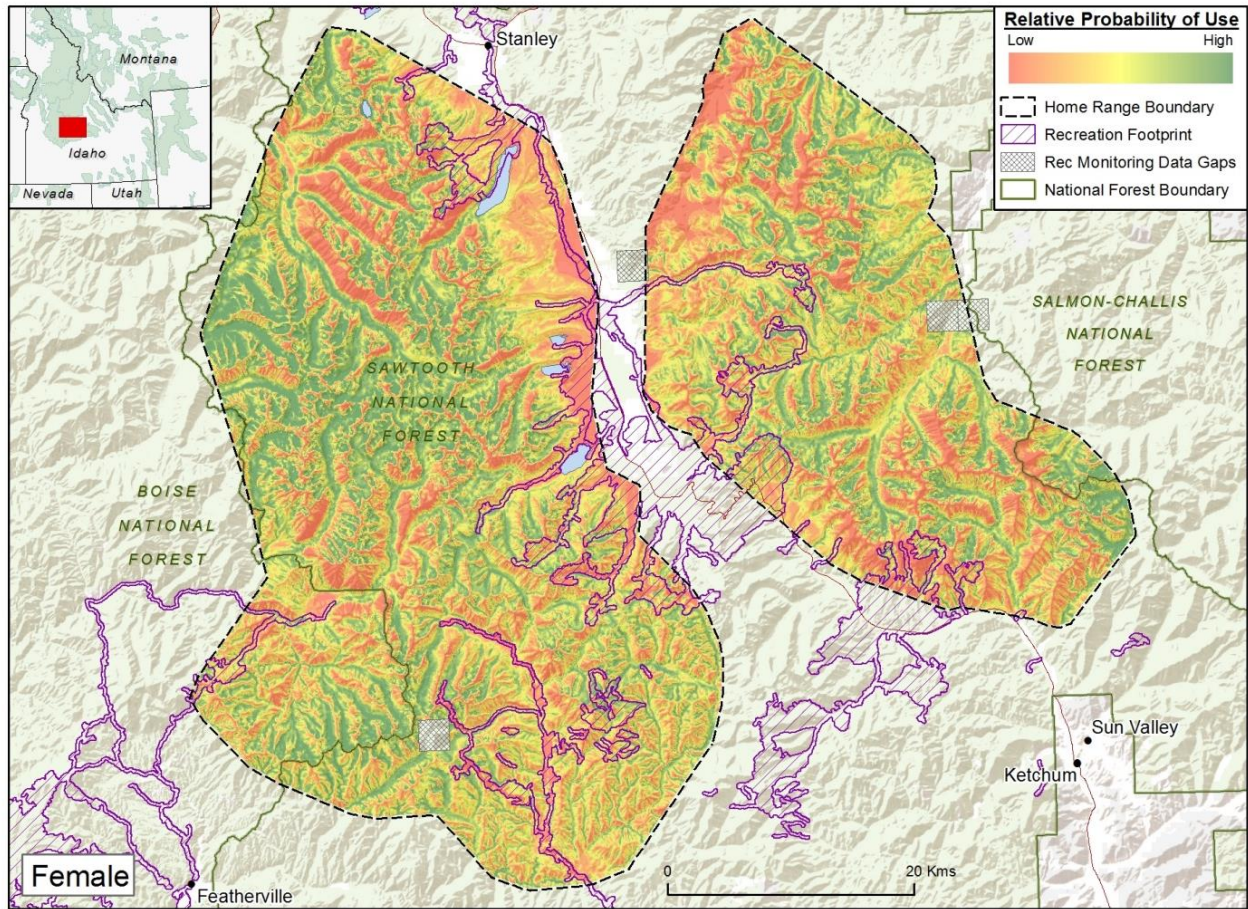 Montana
Idaho
Nevada
Utah
Stanley
Relative Probability of Use
Low
High
Home Range Boundary
Recreation Footprint
Rec Monitoring Data Gaps
National Forest Boundary
SALMON-CHALLIS
NATIONAL
FOREST
SAWTOOTH
NATIONAL
FOREST
BOISE
NATIONAL
FOREST
Sun Valley
Ketchum
Female
Featherville
0
20 Kms